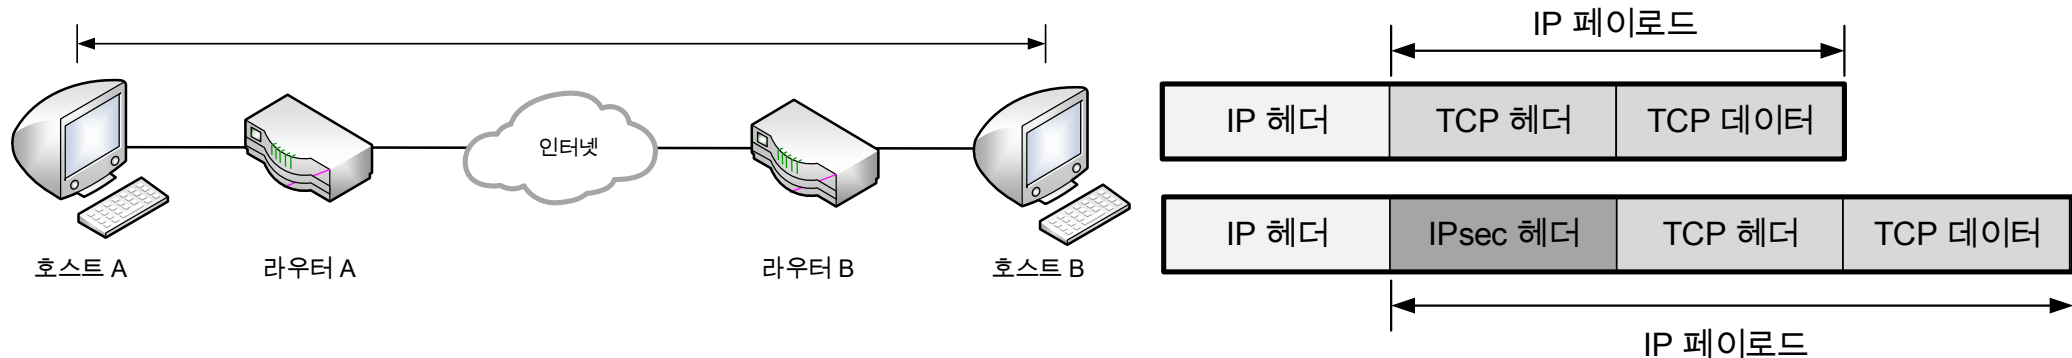 IP 페이로드
IP 헤더 TCP 헤더 TCP 데이터
인터넷
IP 헤더 IPsec 헤더 TCP 헤더 TCP 데이터
호스트 A 라우터 A 라우터 B 호스트 B
IP 페이로드